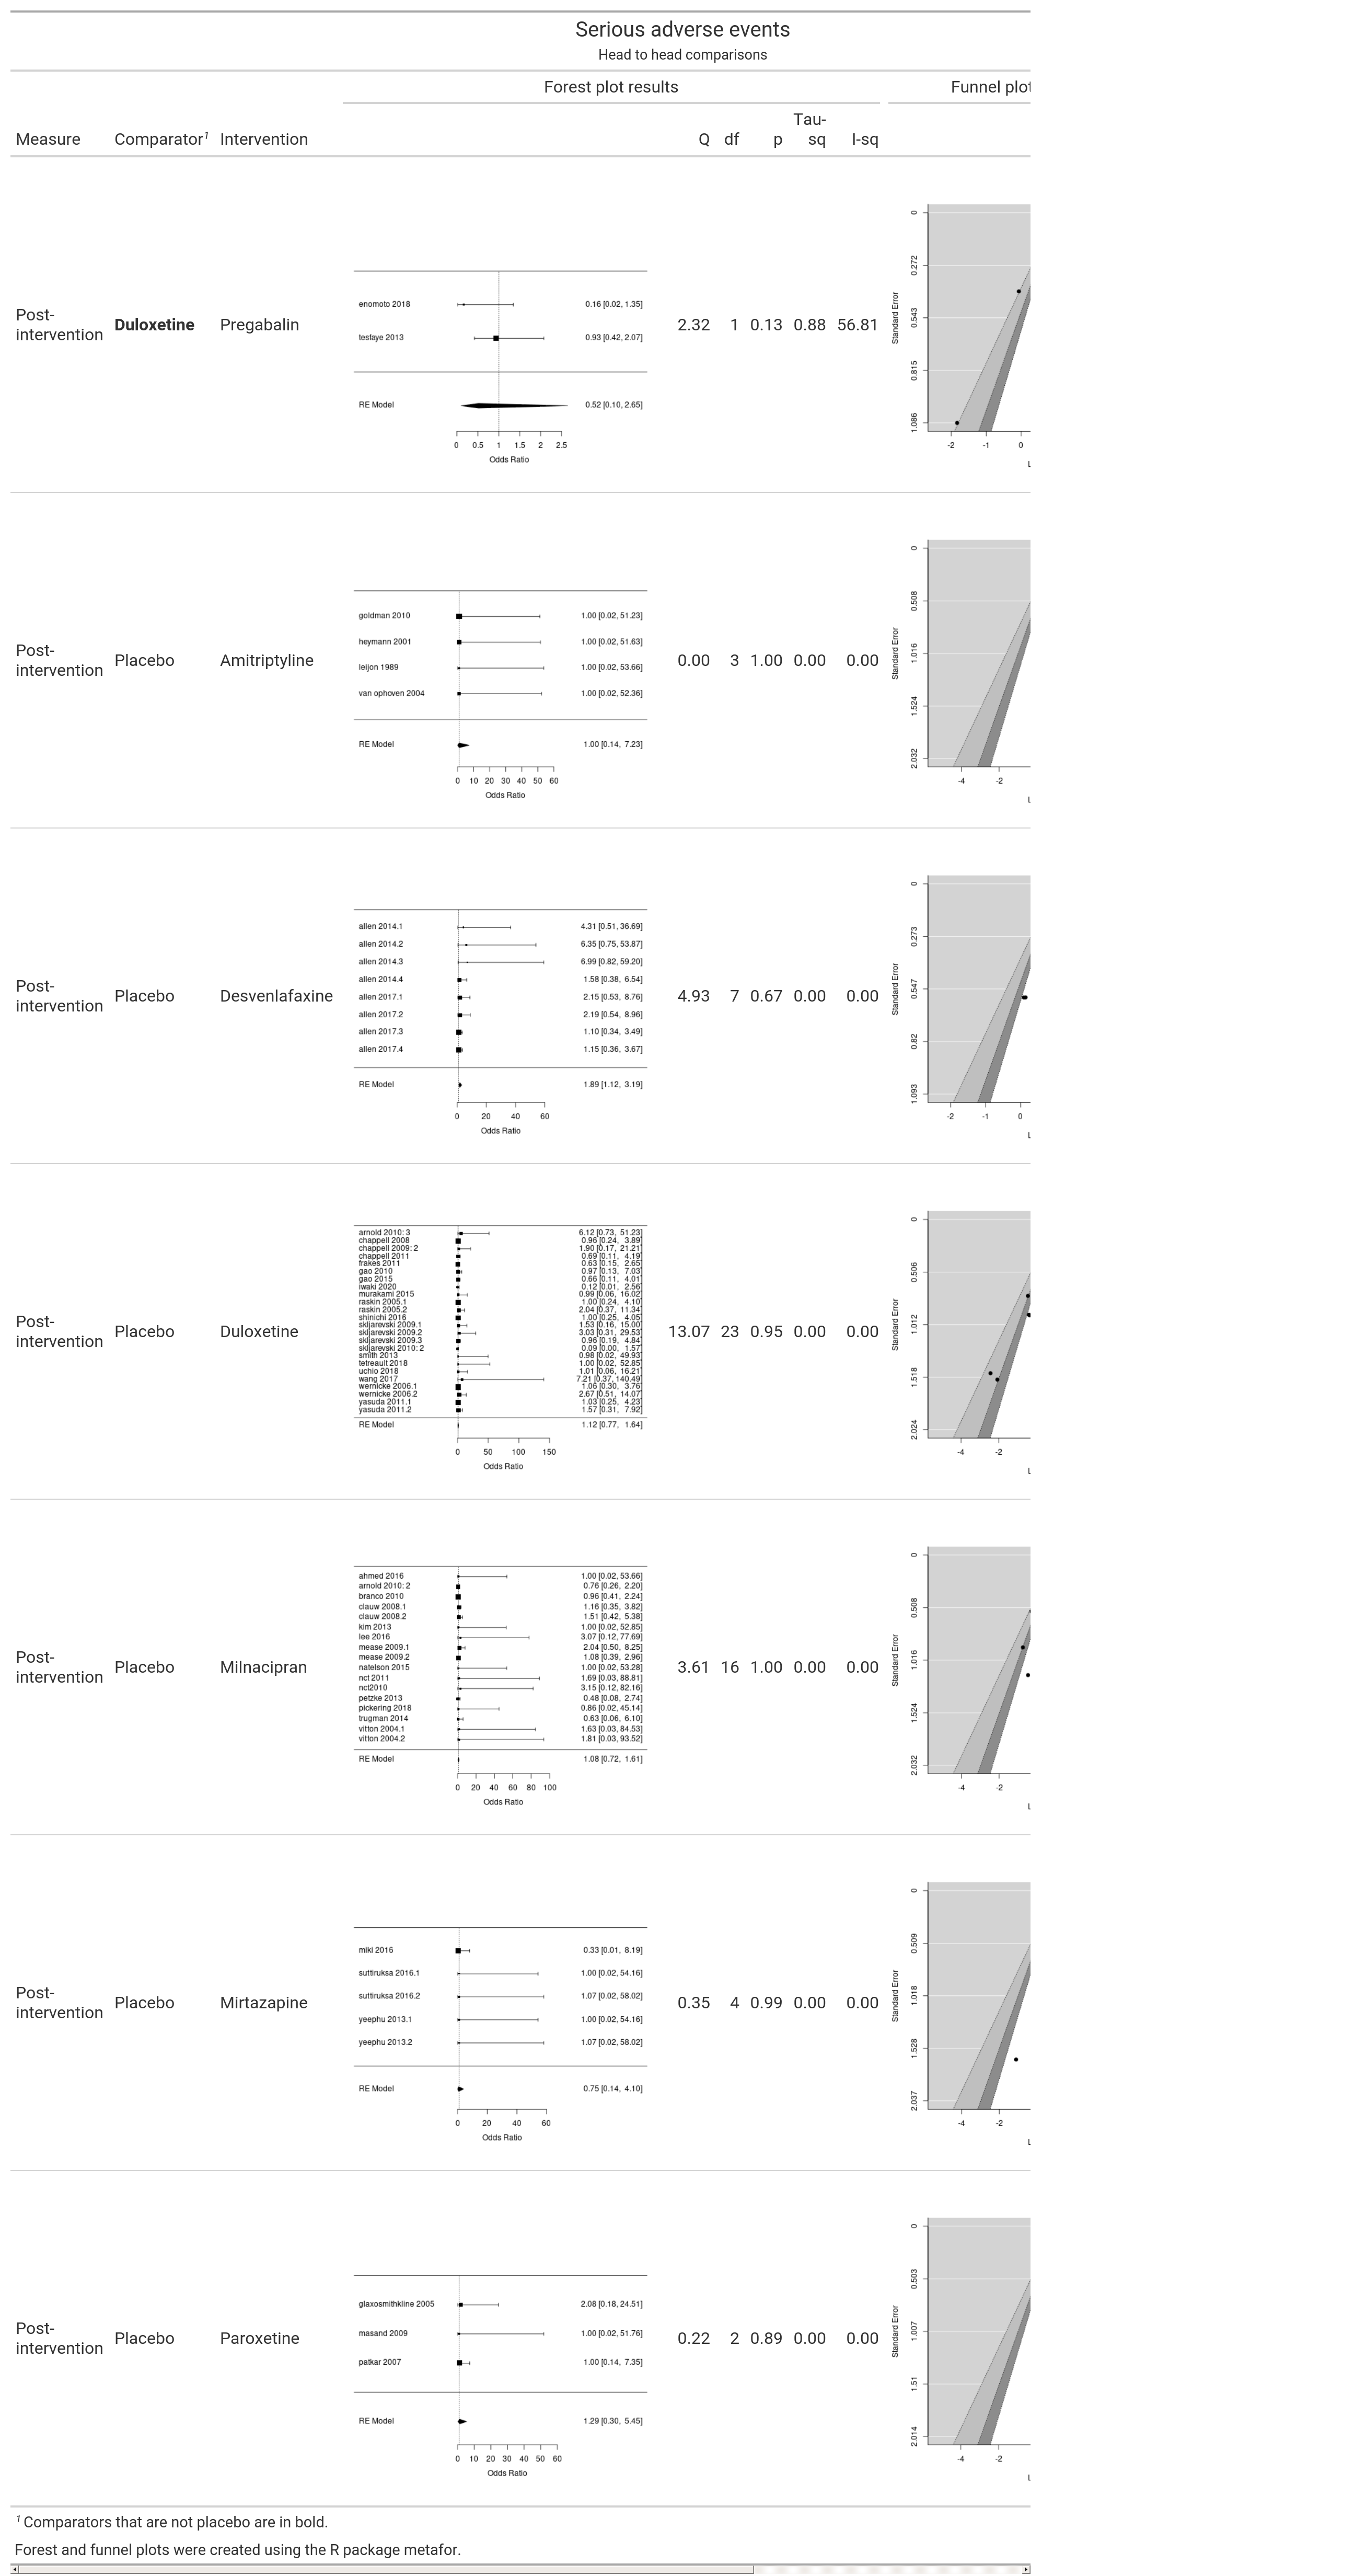 Serious adverse events
Head to head comparisons
Forest plot results Funnel plot
Measure Comparator1 Intervention Q df p Tau-sq I-sq
Post-intervention Duloxetine Pregabalin 2.32 1 0.13 0.88 56.81
enomoto 2018 0.16 [0.02, 1.35]
tesfaye 2013 0.93 [0.42, 2.07]
RE Model 0.52 [0.10, 2.65]
0 0.5 1 1.5 2 2.5
Odds Ratio
Standard Error
0 0.272 0.543 0.815 1.086
-2 -1 0
Post-intervention Placebo Amitriptyline 0.00 3 1.00 0.00 0.00
goldman 2010 1.00 [0.02, 51.23]
heymann 2001 1.00 [0.02, 51.63]
leijon 1989 1.00 [0.02, 53.66]
van ophoven 2004 1.00 [0.02, 52.36]
RE Model 1.00 [0.14, 7.23]
0 10 20 30 40 50 60
Odds Ratio
Standard Error
0 0.508 1.016 1.524 2.032
-4 -2
Post-intervention Placebo Desvenlafaxine 4.93 7 0.67 0.00 0.00
allen 2014.1 4.31 [0.51, 36.69]
allen 2014.2 6.35 [0.75, 53.87]
allen 2014.3 6.99 [0.82, 59.20]
allen 2014.4 1.58 [0.38, 6.54]
allen 2017.1 2.15 [0.53, 8.76]
allen 2017.2 2.19 [0.54, 8.96]
allen 2017.3 1.10 [0.34, 3.49]
allen 2017.4 1.15 [0.36, 3.67]
RE Model 1.89 [1.12, 3.19]
0 20 40 60
Odds Ratio
Standard Error
0 0.273 0.547 0.82 1.093
-2 -1 0
Post-intervention Placebo Duloxetine 13.07 23 0.95 0.00 0.00
arnold 2010: 3 6.12 [0.73, 51.23]
chappell 2008 0.96 [0.24, 3.89]
chappell 2009: 2 1.90 [0.17, 21.21]
chappell 2011 0.69 [0.11, 4.19]
frakes 2011 0.63 [0.15, 2.65]
gao 2010 0.97 [0.13, 7.03]
gao 2015 0.66 [0.11, 4.01]
iwaki 2020 0.12 [0.01, 2.56]
murakami 2015 0.99 [0.06, 16.02]
raskin 2005.1 1.00 [0.24, 4.10]
raskin 2005.2 2.04 [0.37, 11.34]
shinichi 2016 1.00 [0.25, 4.05]
skljarevski 2009.1 1.53 [0.16, 15.00]
skljarevski 2009.2 3.03 [0.31, 29.53]
skljarevski 2009.3 0.96 [0.19, 4.84]
skljarevski 2010: 2 0.09 [0.00, 1.57]
smith 2013 0.98 [0.02, 49.93]
tetreault 2018 1.00 [0.02, 52.85]
uchio 2018 1.01 [0.06, 16.21]
wang 2017 7.21 [0.37, 140.49]
wernicke 2006.1 1.06 [0.30, 3.76]
wernicke 2006.2 2.67 [0.51, 14.07]
yasuda 2011.1 1.03 [0.25, 4.23]
yasuda 2011.2 1.57 [0.31, 7.92]
RE Model 1.12 [0.77, 1.64]
0 50 100 150
Odds Ratio
Standard Error
0 0.506 1.012 1.518 2.024
-4 -2
Post-intervention Placebo Milnacipran 3.61 16 1.00 0.00 0.00
ahmed 2016 1.00 [0.02, 53.66]
arnold 2010: 2 0.76 [0.26, 2.20]
branco 2010 0.96 [0.41, 2.24]
clauw 2008.1 1.16 [0.35, 3.82]
clauw 2008.2 1.51 [0.42, 5.38]
kim 2013 1.00 [0.02, 52.85]
lee 2016 3.07 [0.12, 77.69]
mease 2009.1 2.04 [0.50, 8.25]
mease 2009.2 1.08 [0.39, 2.96]
natelson 2015 1.00 [0.02, 53.28]
nct 2011 1.69 [0.03, 88.81]
nct2010 3.15 [0.12, 82.16]
petzke 2013 0.48 [0.08, 2.74]
pickering 2018 0.86 [0.02, 45.14]
trugman 2014 0.63 [0.06, 6.10]
vitton 2004.1 1.63 [0.03, 84.53]
vitton 2004.2 1.81 [0.03, 93.52]
RE Model 1.08 [0.72, 1.61]
0 20 40 60 80 100
Odds Ratio
Standard Error
0 0.508 1.016 1.524 2.032
-4 -2
Post-intervention Placebo Mirtazapine 0.35 4 0.99 0.00 0.00
miki 2016 0.33 [0.01, 8.19]
suttiruksa 2016.1 1.00 [0.02, 54.16]
suttiruksa 2016.2 1.07 [0.02, 58.02]
yeephu 2013.1 1.00 [0.02, 54.16]
yeephu 2013.2 1.07 [0.02, 58.02]
RE Model 0.75 [0.14, 4.10]
0 20 40 60
Odds Ratio
Standard Error
0 0.509 1.018 1.528 2.037
-4 -2
Post-intervention Placebo Paroxetine 0.22 2 0.89 0.00 0.00
glaxosmithkline 2005 2.08 [0.18, 24.51]
masand 2009 1.00 [0.02, 51.76]
patkar 2007 1.00 [0.14, 7.35]
RE Model 1.29 [0.30, 5.45]
0 10 20 30 40 50 60
Odds Ratio
Standard Error
0 0.503 1.007 1.51 2.014
-4 -2
1 Comparators that are not placebo are in bold.
Forest and funnel plots were created using the R package metafor.